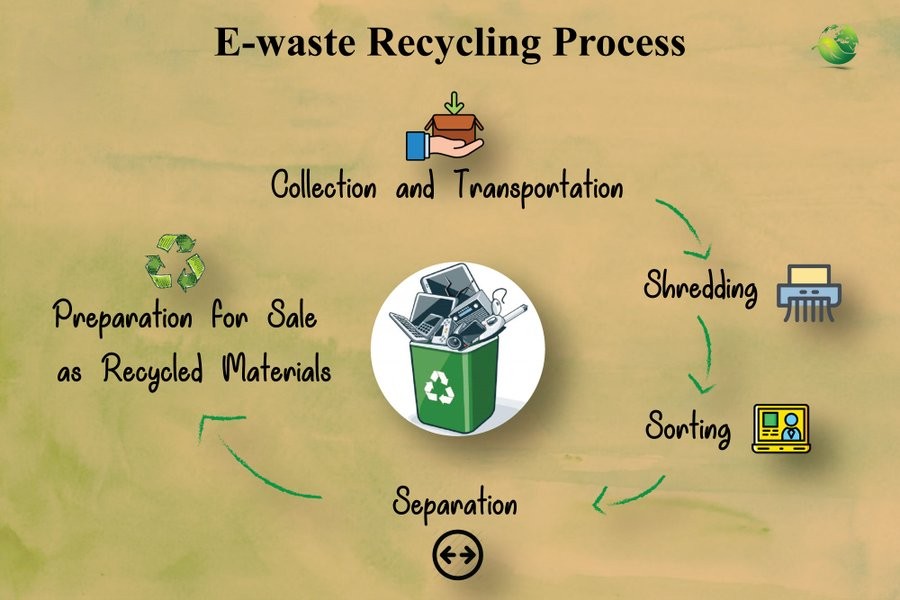 E-waste Recycling Process
Collection and Transportation
Shredding
Sorting
Separation
Preparation for Sale
as Recycled Materials